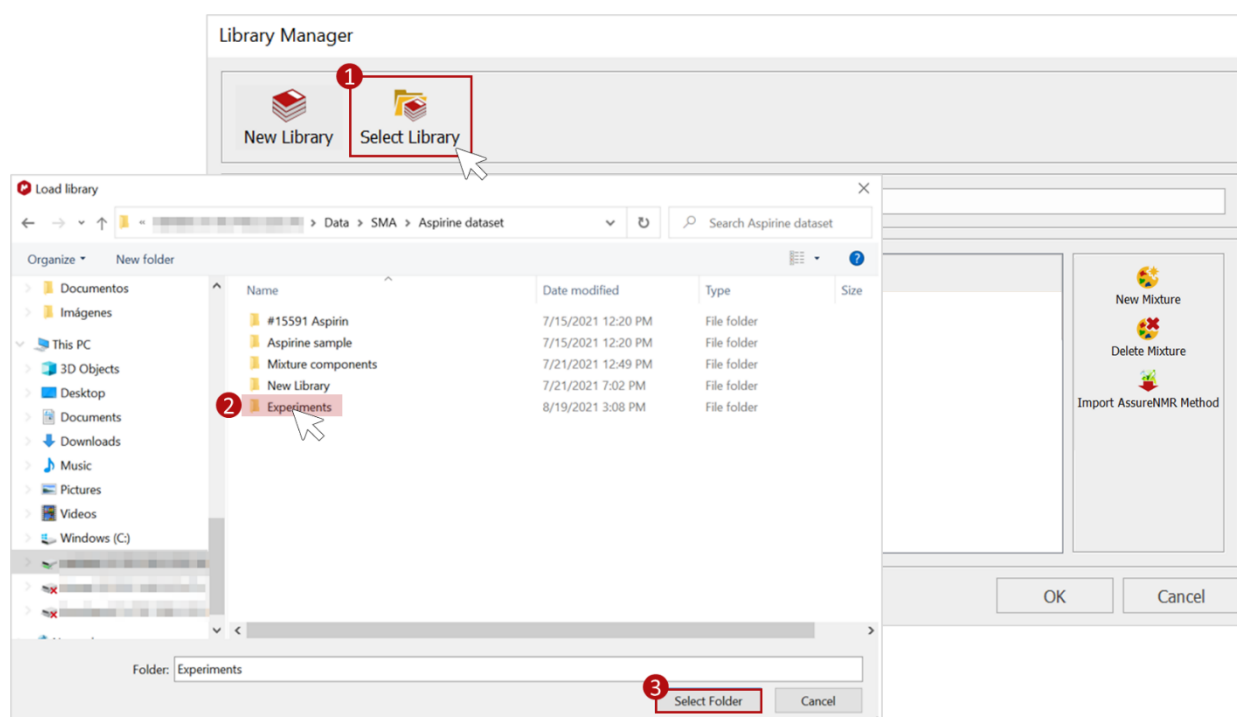 Library Manager
1
New Library
Select Library
Load library
« > Data > SMA > Aspirine dataset
Search Aspirine dataset
Organize
New folder
?
Documentos
Imágenes
This PC
3D Objects
Desktop
Documents
Downloads
Music
Pictures
Videos
Windows (C:)
Name Date modified Type Size
#15591 Aspirin 7/15/2021 12:20 PM File folder
Aspirine sample 7/15/2021 12:20 PM File folder
Mixture components 7/21/2021 12:49 PM File folder
New Library 7/21/2021 7:02 PM File folder
2
Experiments 8/19/2021 3:08 PM File folder
New Mixture
Delete Mixture
Import AssureNMR Method
OK
Cancel
Folder: Experiments
3
Select Folder
Cancel